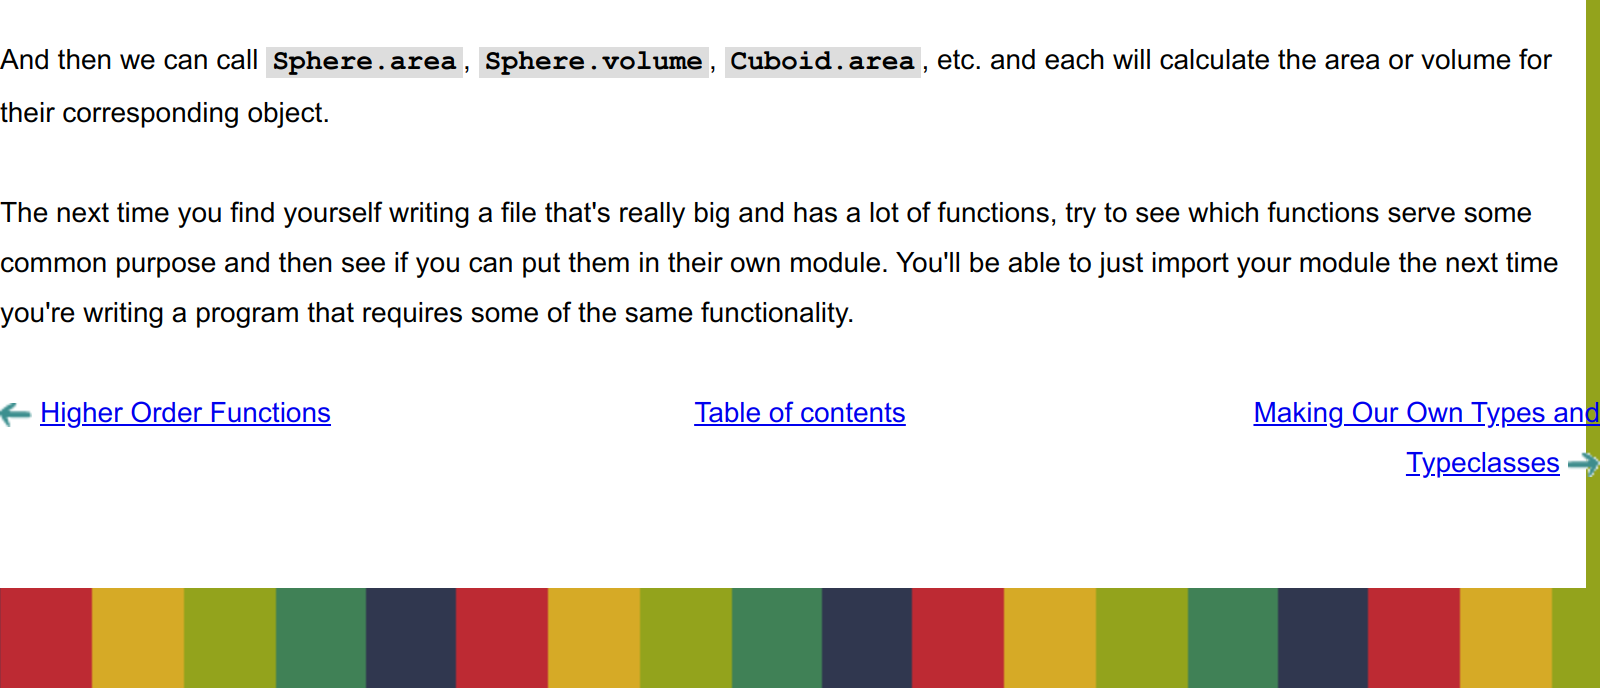 And then we can call Sphere.area, Sphere.volume, Cuboid.area, etc. and each will calculate the area or volume for
their corresponding object.
The next time you find yourself writing a file that's really big and has a lot of functions, try to see which functions serve some
common purpose and then see if you can put them in their own module. You'll be able to just import your module the next time
you're writing a program that requires some of the same functionality.
Higher Order Functions
Table of contents
Making Our Own Types and
Typeclasses